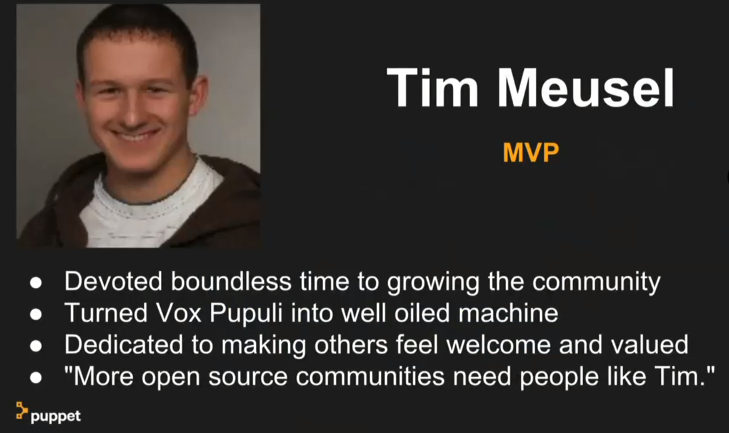 Tim Meusel
MVP
● Devoted boundless time to growing the community
● Turned Vox Pupuli into well oiled machine
● Dedicated to making others feel welcome and valued
● "More open source communities need people like Tim."
puppet